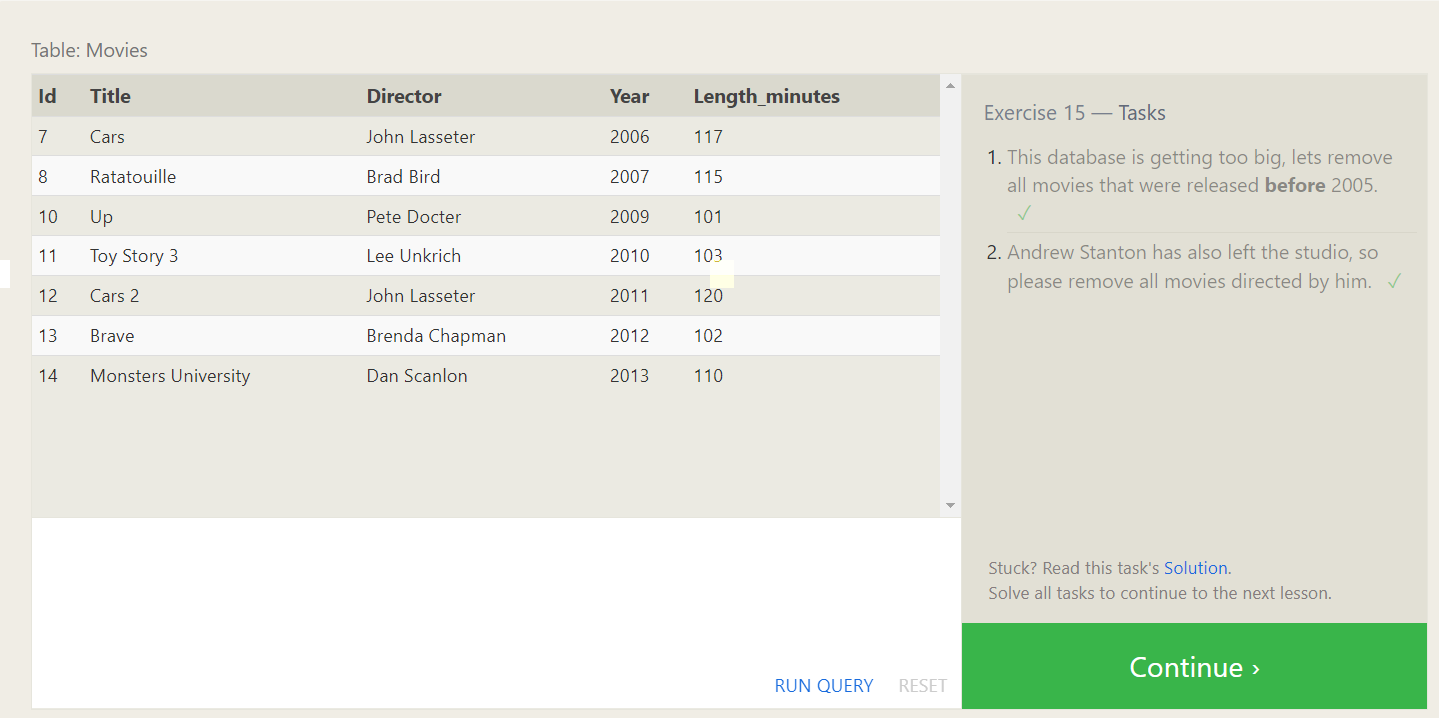 Table: Movies
Id Title Director Year Length_minutes
7 Cars John Lasseter 2006 117
8 Ratatouille Brad Bird 2007 115
10 Up Pete Docter 2009 101
11 Toy Story 3 Lee Unkrich 2010 103
12 Cars 2 John Lasseter 2011 120
13 Brave Brenda Chapman 2012 102
14 Monsters University Dan Scanlon 2013 110
RUN QUERY RESET
Exercise 15 — Tasks
1. This database is getting too big, lets remove
all movies that were released before 2005.
✓
2. Andrew Stanton has also left the studio, so
please remove all movies directed by him. ✓
Stuck? Read this task's Solution.
Solve all tasks to continue to the next lesson.
Continue ›